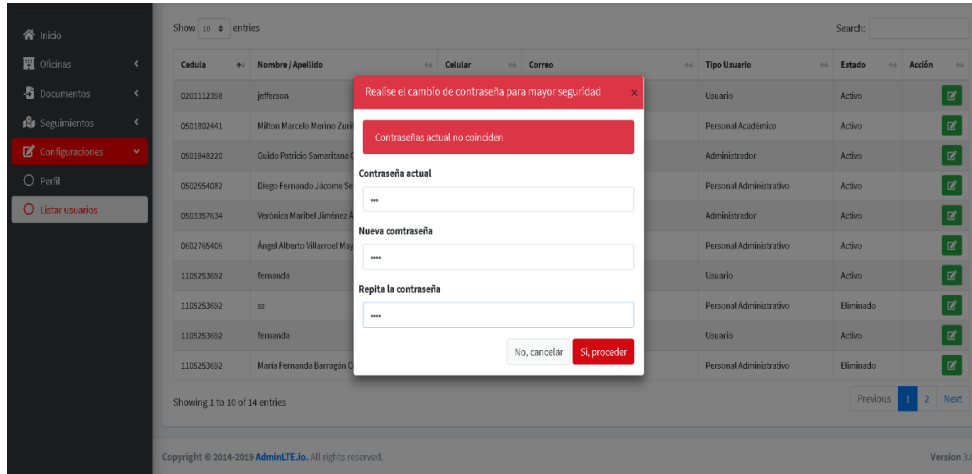 Inicio
Oficinas
Documentos
Seguimientos
Configuraciones
Perfil
Listar usuarios
Show 10 entries
Search:
Cedula Nombre / Apellido Celular Correo Tipo Usuario Estado Acción
0201112398 jefferson Usuario Activo
0501802441 Milton Marcelo Merino Personal Académico Activo
0501848220 Guido Patricio Samaritana Administrador Activo
0502554082 Diego Fernando Jácome Personal Administrativo Activo
0503357634 Verónica Maribel Jiménez Administrador Activo
0602765406 Ángel Alberto Villarroel May Personal Administrativo Activo
1105253692 fernanda Usuario Activo
1105253692 ss Personal Administrativo Eliminado
1105253692 fernanda Usuario Activo
1105253692 María Fernanda Barragán Personal Administrativo Eliminado
Realise el cambio de contraseña para mayor seguridad ×
Contraseñas actual no coinciden
Contraseña actual
Nueva comtraseña
Repita la contraseña
No, cancelar Si, proceder
Showing 1 to 10 of 14 entries
Previous 1 2 Next
Copyright © 2014-2019 AdminLTE.io. All rights reserved.
Version 3.